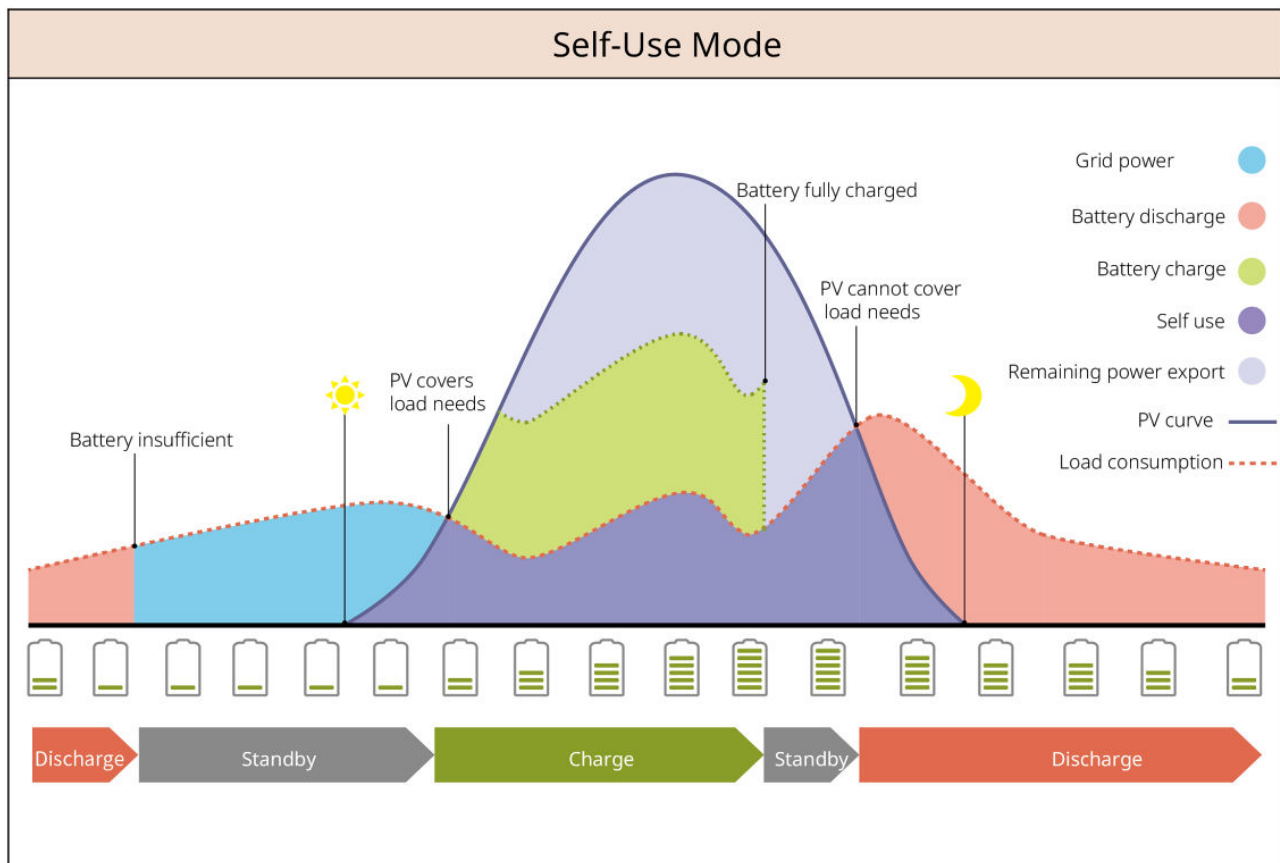 Self-Use Mode
Grid power
Battery discharge
Battery charge
Self use
Remaining power export
PV curve
Load consumption
Battery fully charged
PV cannot cover
load needs
PV covers
load needs
Battery insufficient
Discharge
Standby
Charge
Standby
Discharge